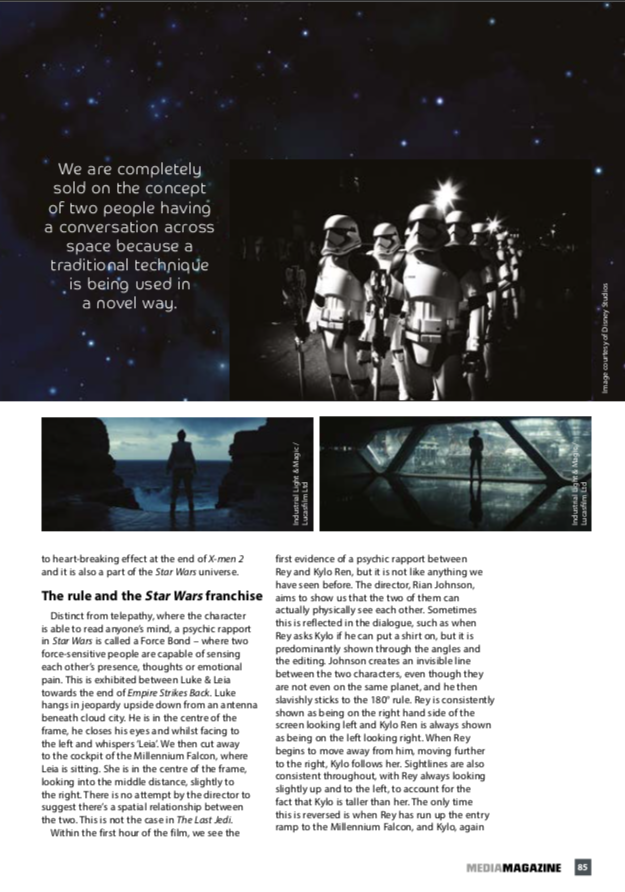 We are completely
sold on the concept
of two people having
a conversation across
space because a
traditional technique
is being used in
a novel way.
Image courtesy of Disney Studios
Industrial Light & Magic /
Lucasfilm Ltd
Industrial Light & Magic /
Lucasfilm Ltd
to heart-breaking effect at the end of X-men 2
and it is also a part of the Star Wars universe.
The rule and the Star Wars franchise
Distinct from telepathy, where the character
is able to read anyone's mind, a psychic rapport
in Star Wars is called a Force Bond – where two
force-sensitive people are capable of sensing
each other's presence, thoughts or emotional
pain. This is exhibited between Luke & Leia
towards the end of Empire Strikes Back. Luke
hangs in jeopardy upside down from an antenna
beneath cloud city. He is in the centre of the
frame, he closes his eyes and whilst facing to
the left and whispers 'Leia'. We then cut away
to the cockpit of the Millennium Falcon, where
Leia is sitting. She is in the centre of the frame,
looking into the middle distance, slightly to
the right. There is no attempt by the director to
suggest there's a spatial relationship between
the two. This is not the case in The Last Jedi.
Within the first hour of the film, we see the
first evidence of a psychic rapport between
Rey and Kylo Ren, but it is not like anything we
have seen before. The director, Rian Johnson,
aims to show us that the two of them can
actually physically see each other. Sometimes
this is reflected in the dialogue, such as when
Rey asks Kylo if he can put a shirt on, but it is
predominantly shown through the angles and
the editing. Johnson creates an invisible line
between the two characters, even though they
are not even on the same planet, and he then
slavishly sticks to the 180° rule. Rey is consistently
shown as being on the right hand side of the
screen looking left and Kylo Ren is always shown
as being on the left looking right. When Rey
begins to move away from him, moving further
to the right, Kylo follows her. Sightlines are also
consistent throughout, with Rey always looking
slightly up and to the left, to account for the
fact that Kylo is taller than her. The only time
this is reversed is when Rey has run up the entry
ramp to the Millennium Falcon, and Kylo, again
MEDIAMAGAZINE 85